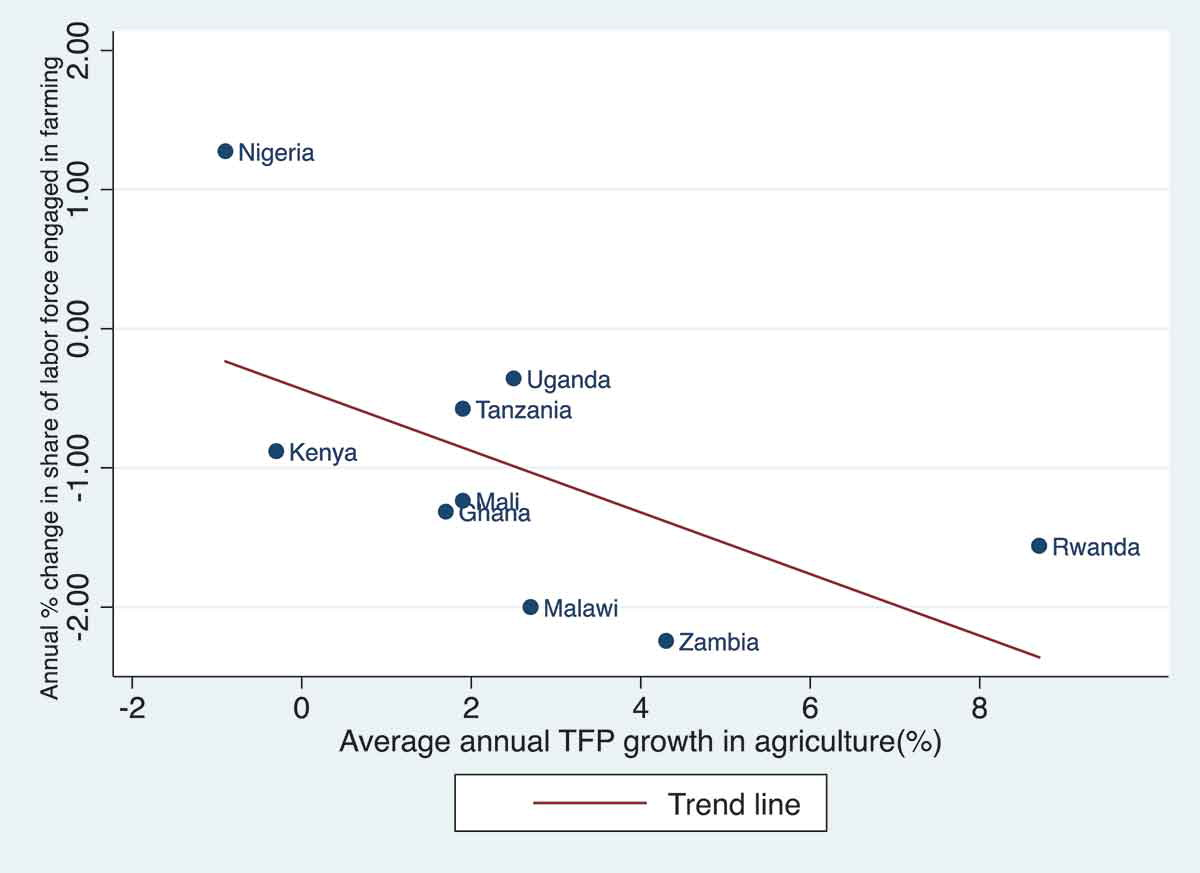 Annual % change in share of labor force engaged in farming
2.00
1.00
0.00
-1.00
-2.00
Nigeria
Uganda
Tanzania
Kenya
Mali
Ghana
Rwanda
Malawi
Zambia
-2 0 2 4 6 8
Average annual TFP growth in agriculture(%)
Trend line